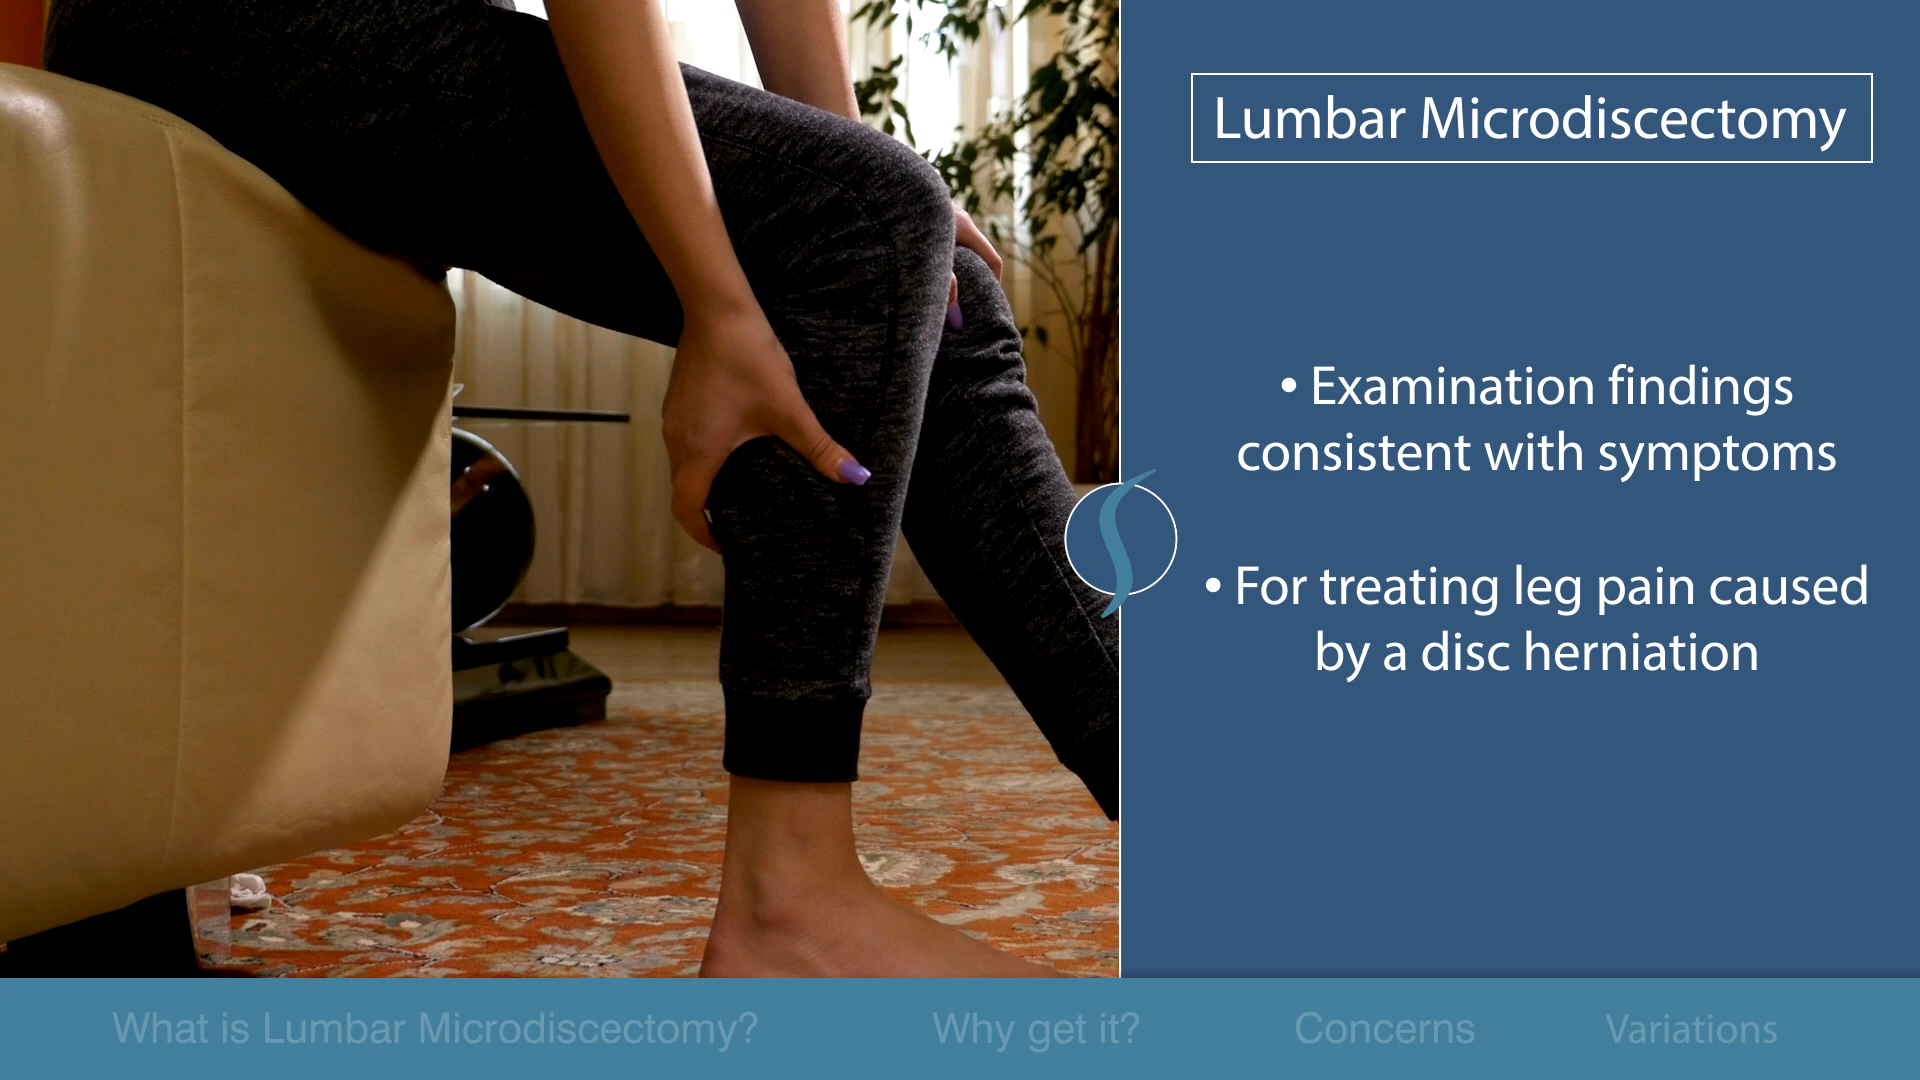 Lumbar Microdiscectomy
• Examination findings
consistent with symptoms
• For treating leg pain caused
by a disc herniation
What is Lumbar Microdiscectomy? Why get it? Concerns Variations